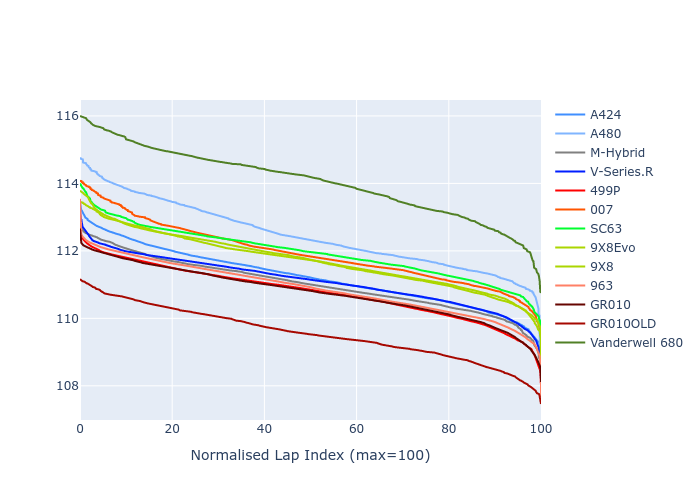 116
114
112
110
108
0 20 40 60 80 100
Normalised Lap Index (max=100)
A424
A480
M-Hybrid
V-Series.R
499P
007
SC63
9X8Evo
9X8
963
GR010
GR010OLD
Vanderwell 680